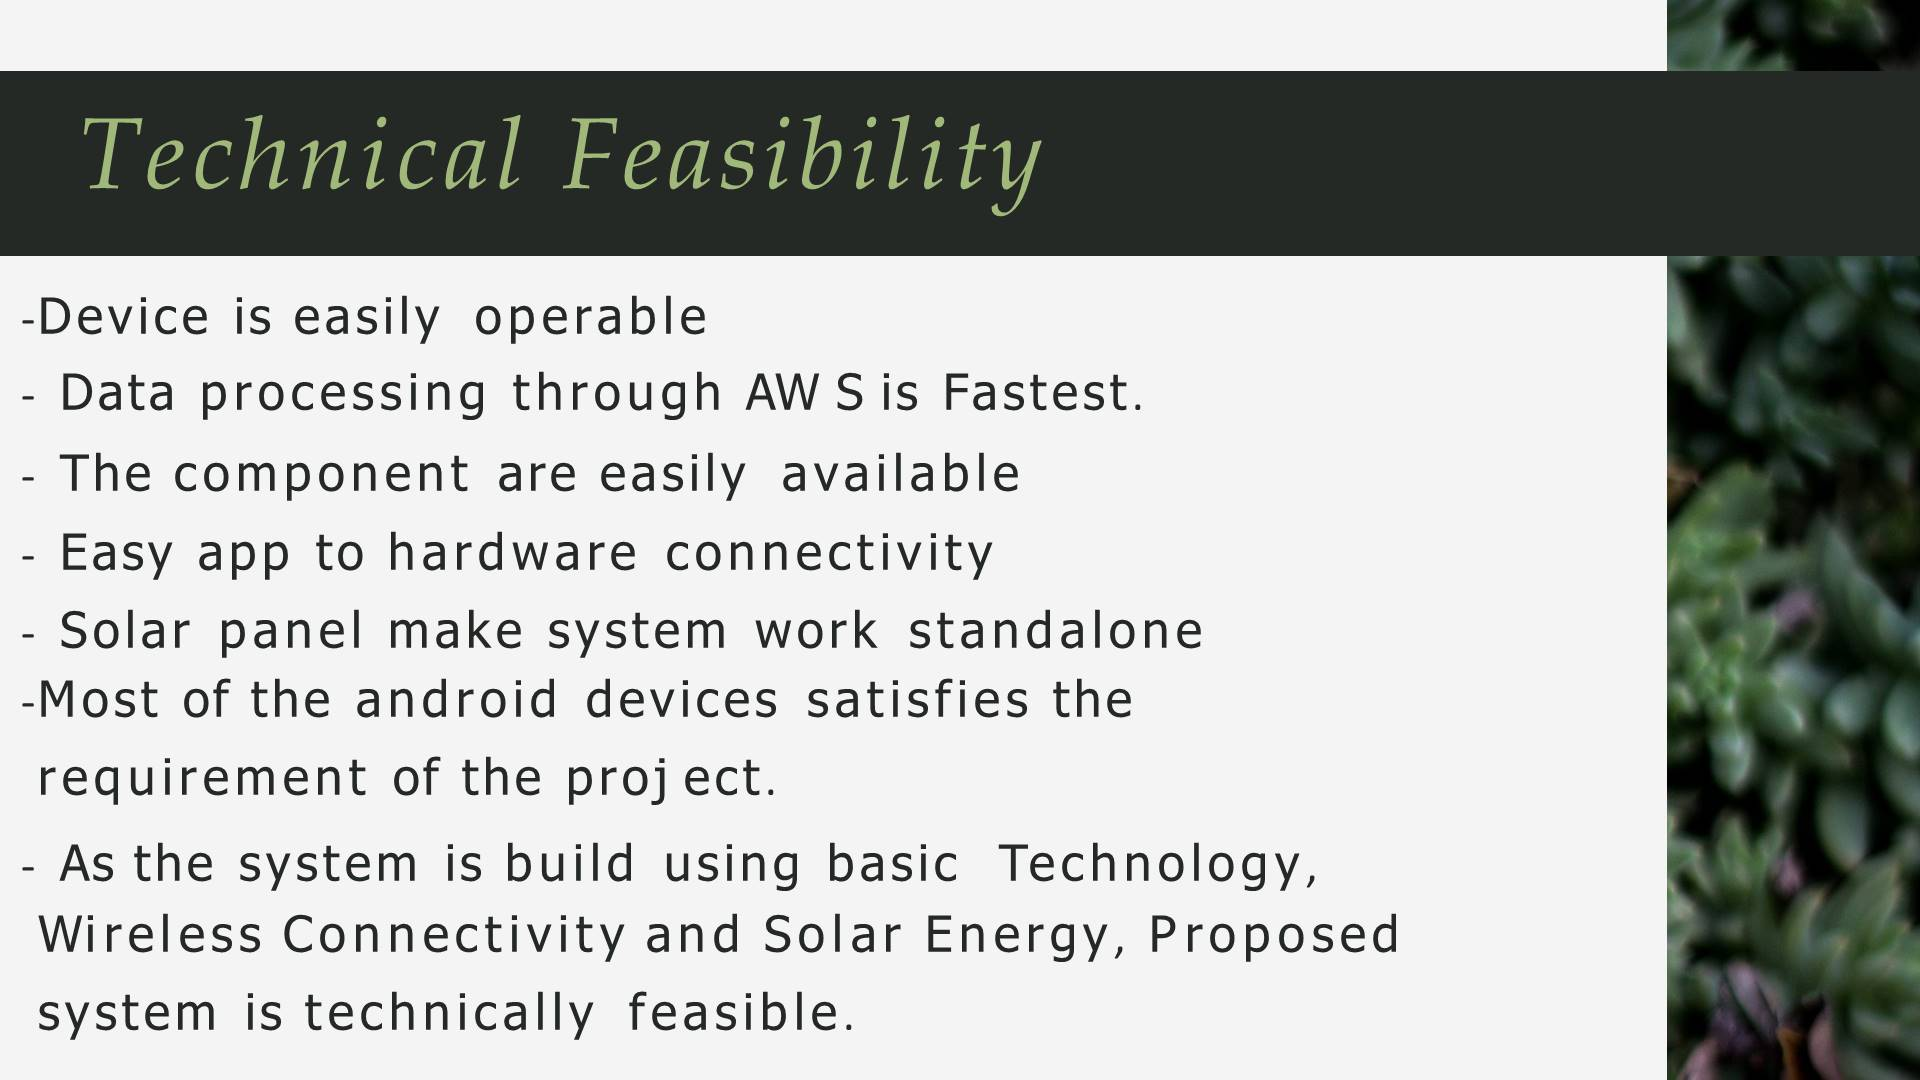 Technical Feasibility
-Device is easily operable
- Data processing through AW S is Fastest.
- The component are easily available
- Easy app to hardware connectivity
- Solar panel make system work standalone
-Most of the android devices satisfies the
requirement of the proj ect.
- As the system is build using basic Technology,
Wireless Connectivity and Solar Energy, Proposed
system is technically feasible.